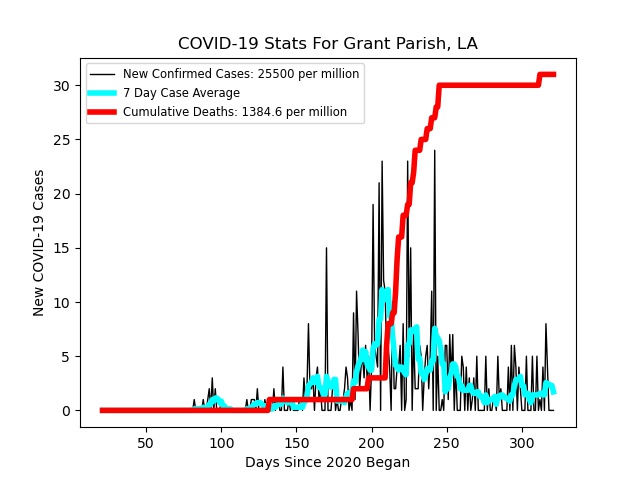 COVID-19 Stats For Grant Parish, LA
New Confirmed Cases: 25500 per million
7 Day Case Average
Cumulative Deaths: 1384.6 per million
New COVID-19 Cases
30
25
20
15
10
5
0
50 100 150 200 250 300
Days Since 2020 Began